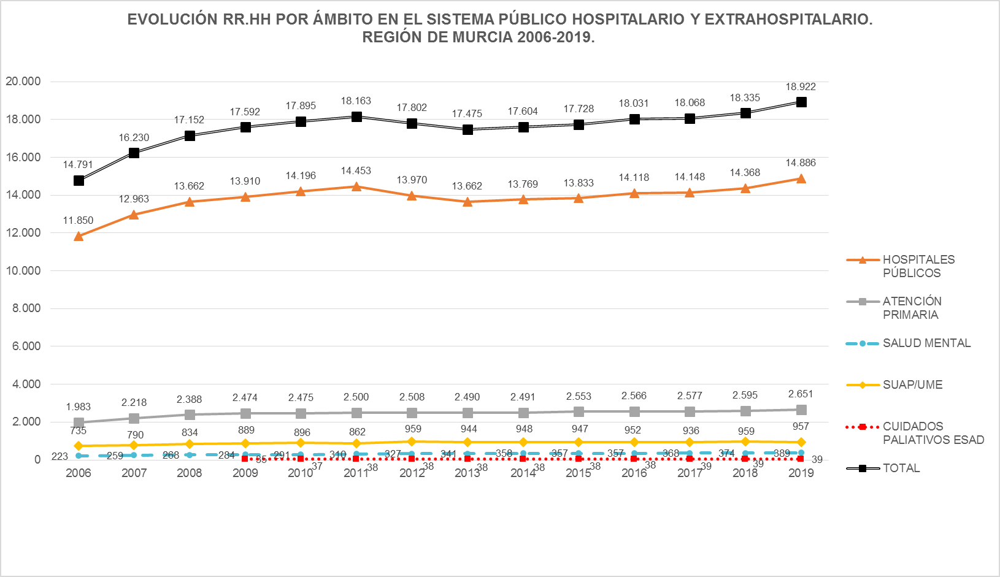 EVOLUCIÓN RR.HH POR ÁMBITO EN EL SISTEMA PÚBLICO HOSPITALARIO Y EXTRAHOSPITALARIO.
REGIÓN DE MURCIA 2006-2019.
20.000
18.000
16.000
14.000
12.000
10.000
8.000
6.000
4.000
2.000
0
14.791 16.230 17.152 17.592 17.895 18.163 17.802 17.475 17.604 17.728 18.031 18.068 18.335 18.922
11.850 12.963 13.662 13.910 14.196 14.453 13.970 13.662 13.769 13.833 14.118 14.148 14.368 14.886
1.983 2.218 2.388 2.474 2.475 2.500 2.508 2.490 2.491 2.553 2.566 2.577 2.595 2.651
735 790 834 889 896 862 959 944 948 947 952 936 959 957
223 259 268 284 291 310 327 341 358 357 357 368 374 389
35 37 38 38 38 38 38 38 39 39 39
2006 2007 2008 2009 2010 2011 2012 2013 2014 2015 2016 2017 2018 2019
HOSPITALES
PÚBLICOS
ATENCIÓN
PRIMARIA
SALUD MENTAL
SUAP/UME
CUIDADOS
PALIATIVOS ESAD
TOTAL